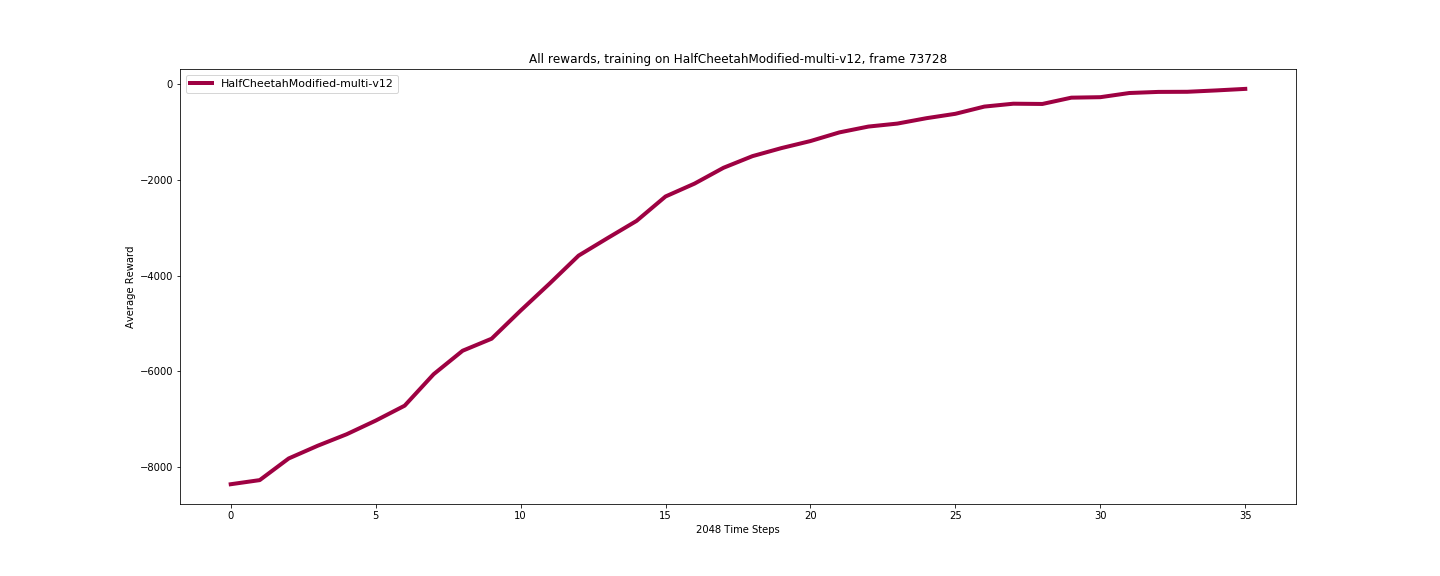 All rewards, training on HalfCheetahModified-multi-v12, frame 73728
HalfCheetahModified-multi-v12
0
−2000
−4000
−6000
−8000
Average Reward
0 5 10 15 20 25 30 35
2048 Time Steps